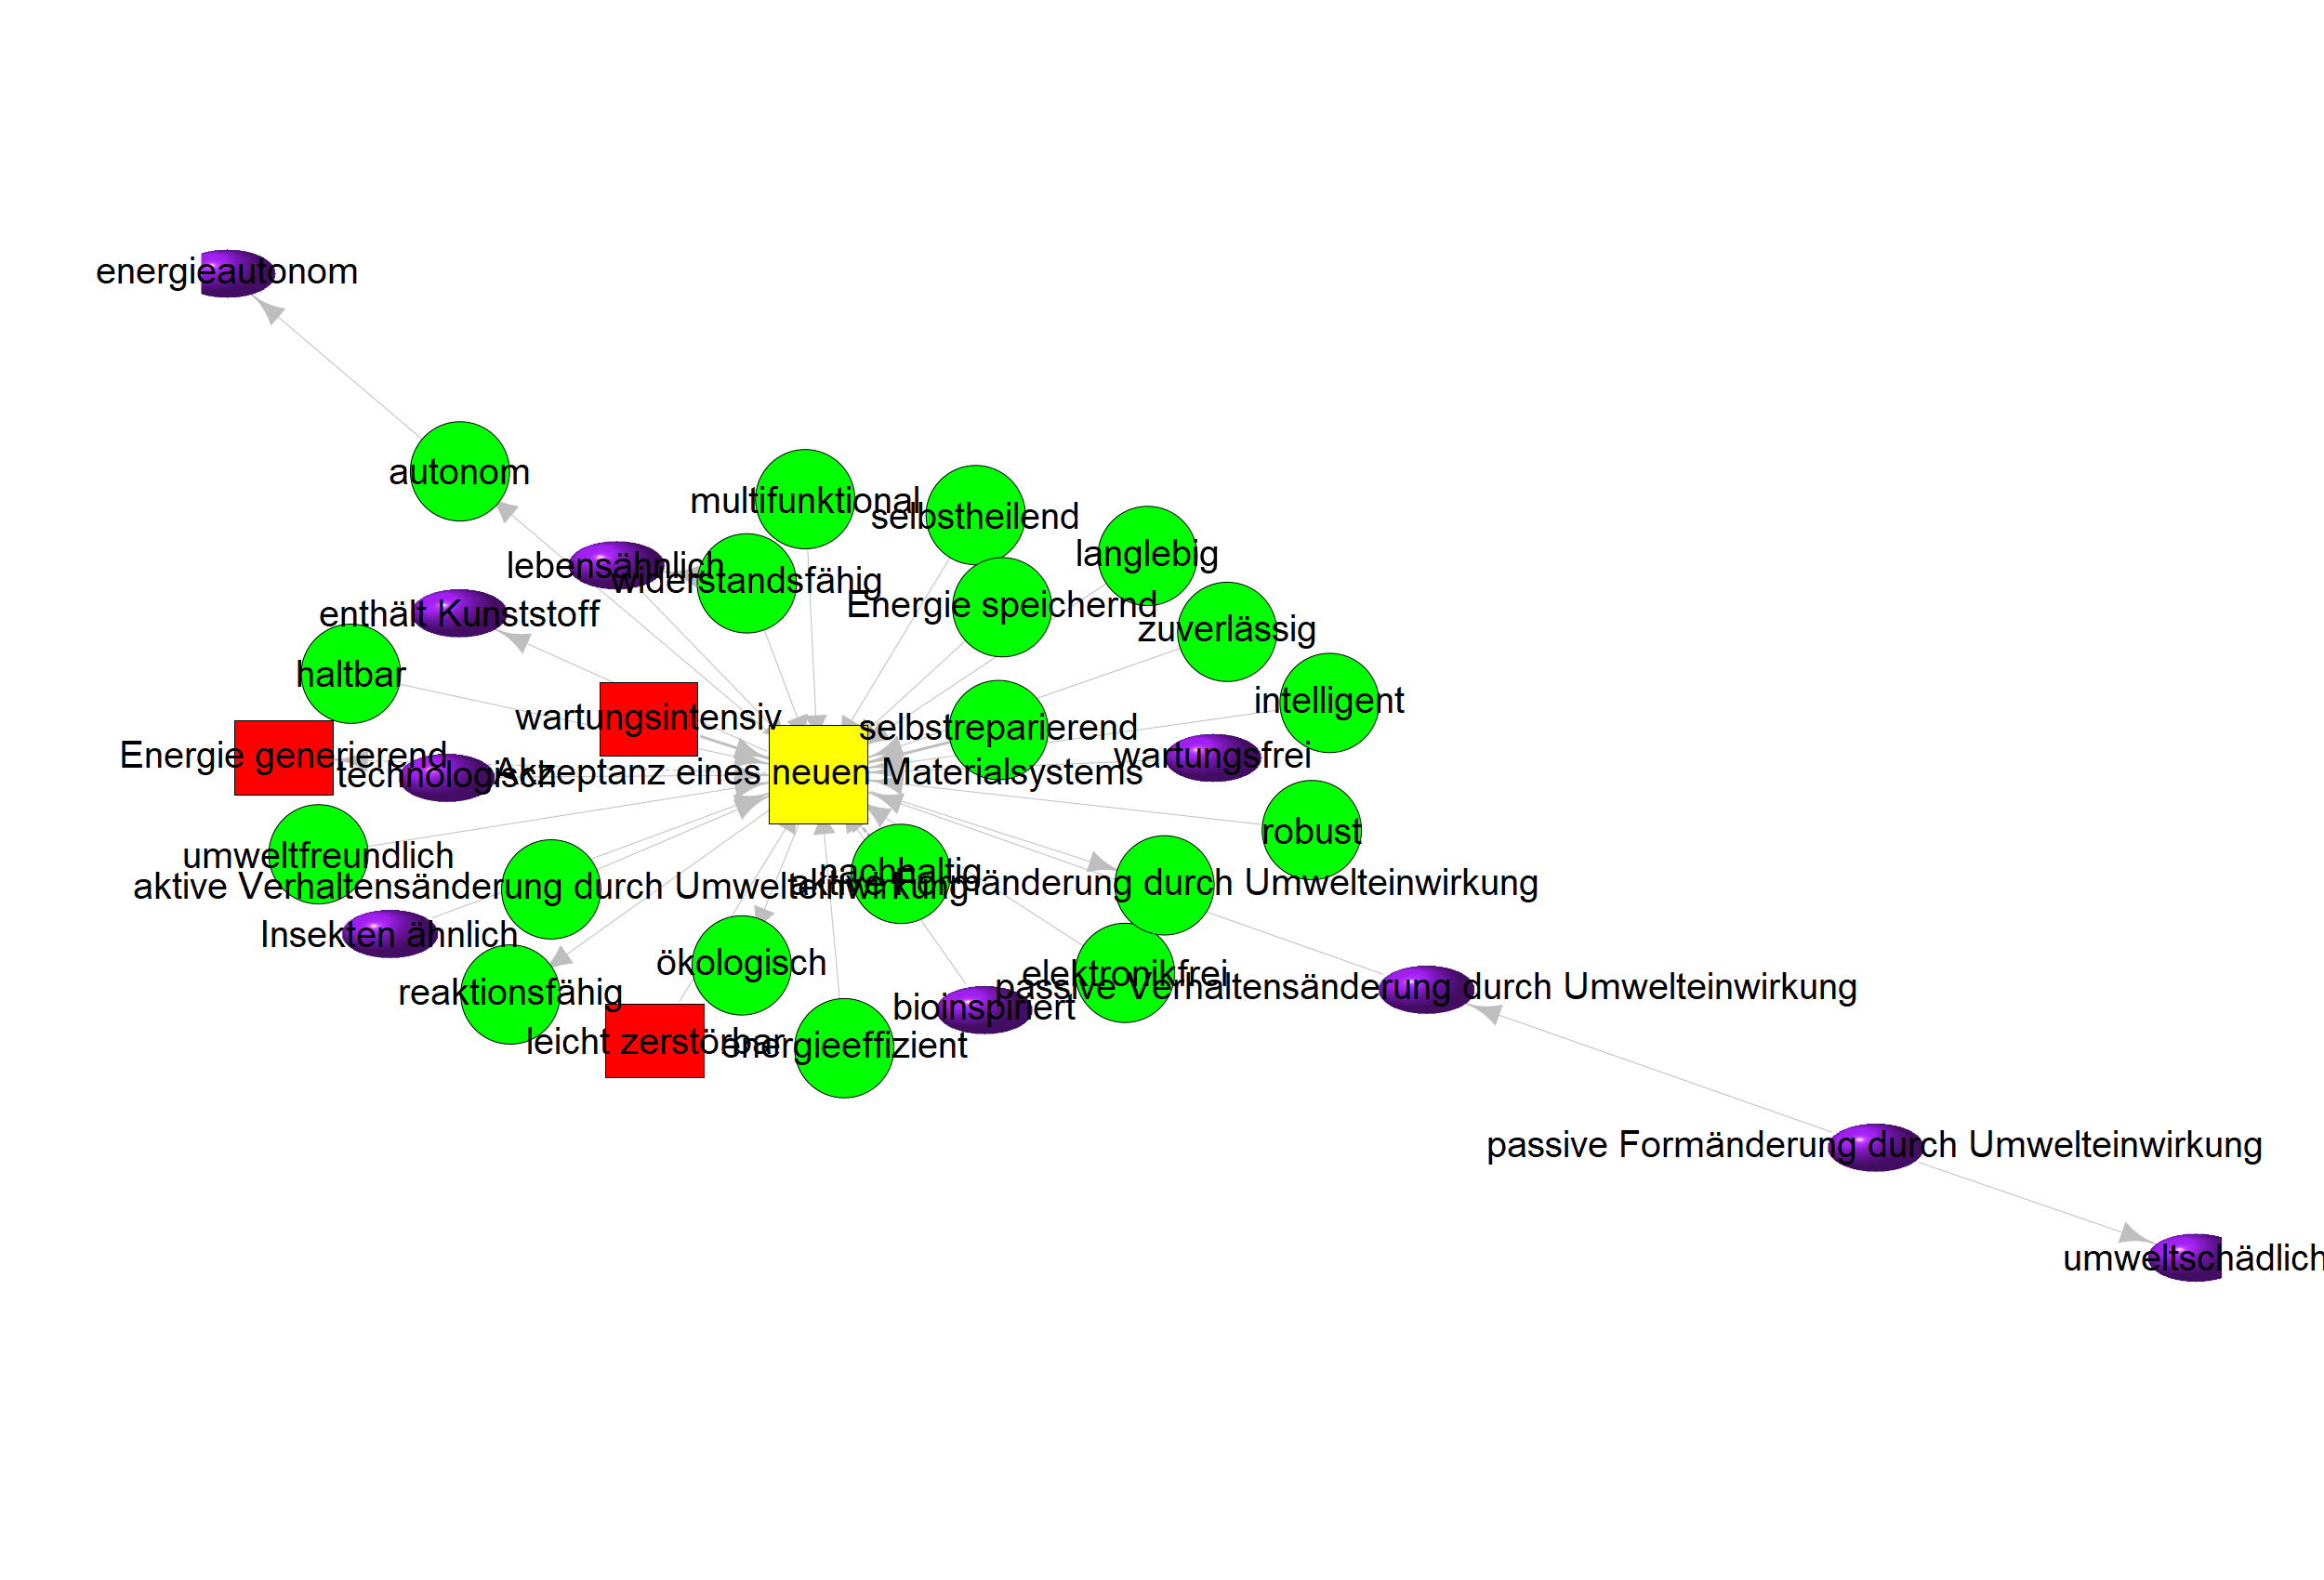 energieautonom
autonom
multifunktional
selbstheilend
langlebig
lebensähnlich
widerstandsfähig
Energie speichernd
enthält Kunststoff
zuverlässig
haltbar
intelligent
wartungsintensiv
selbstreparierend
Energie generierend
wartungsfrei
technologisch
Akzeptanz eines neuen Materialsystems
robust
umweltfreundlich
nachhaltig
aktive Verhaltensänderung durch Umwelteinwirkung
aktive Formänderung durch Umwelteinwirkung
Insekten ähnlich
ökologisch
elektronikfrei
passive Verhaltensänderung durch Umwelteinwirkung
reaktionsfähig
bioinspiriert
leicht zerstörbar
energieeffizient
passive Formänderung durch Umwelteinwirkung
umweltschädlich